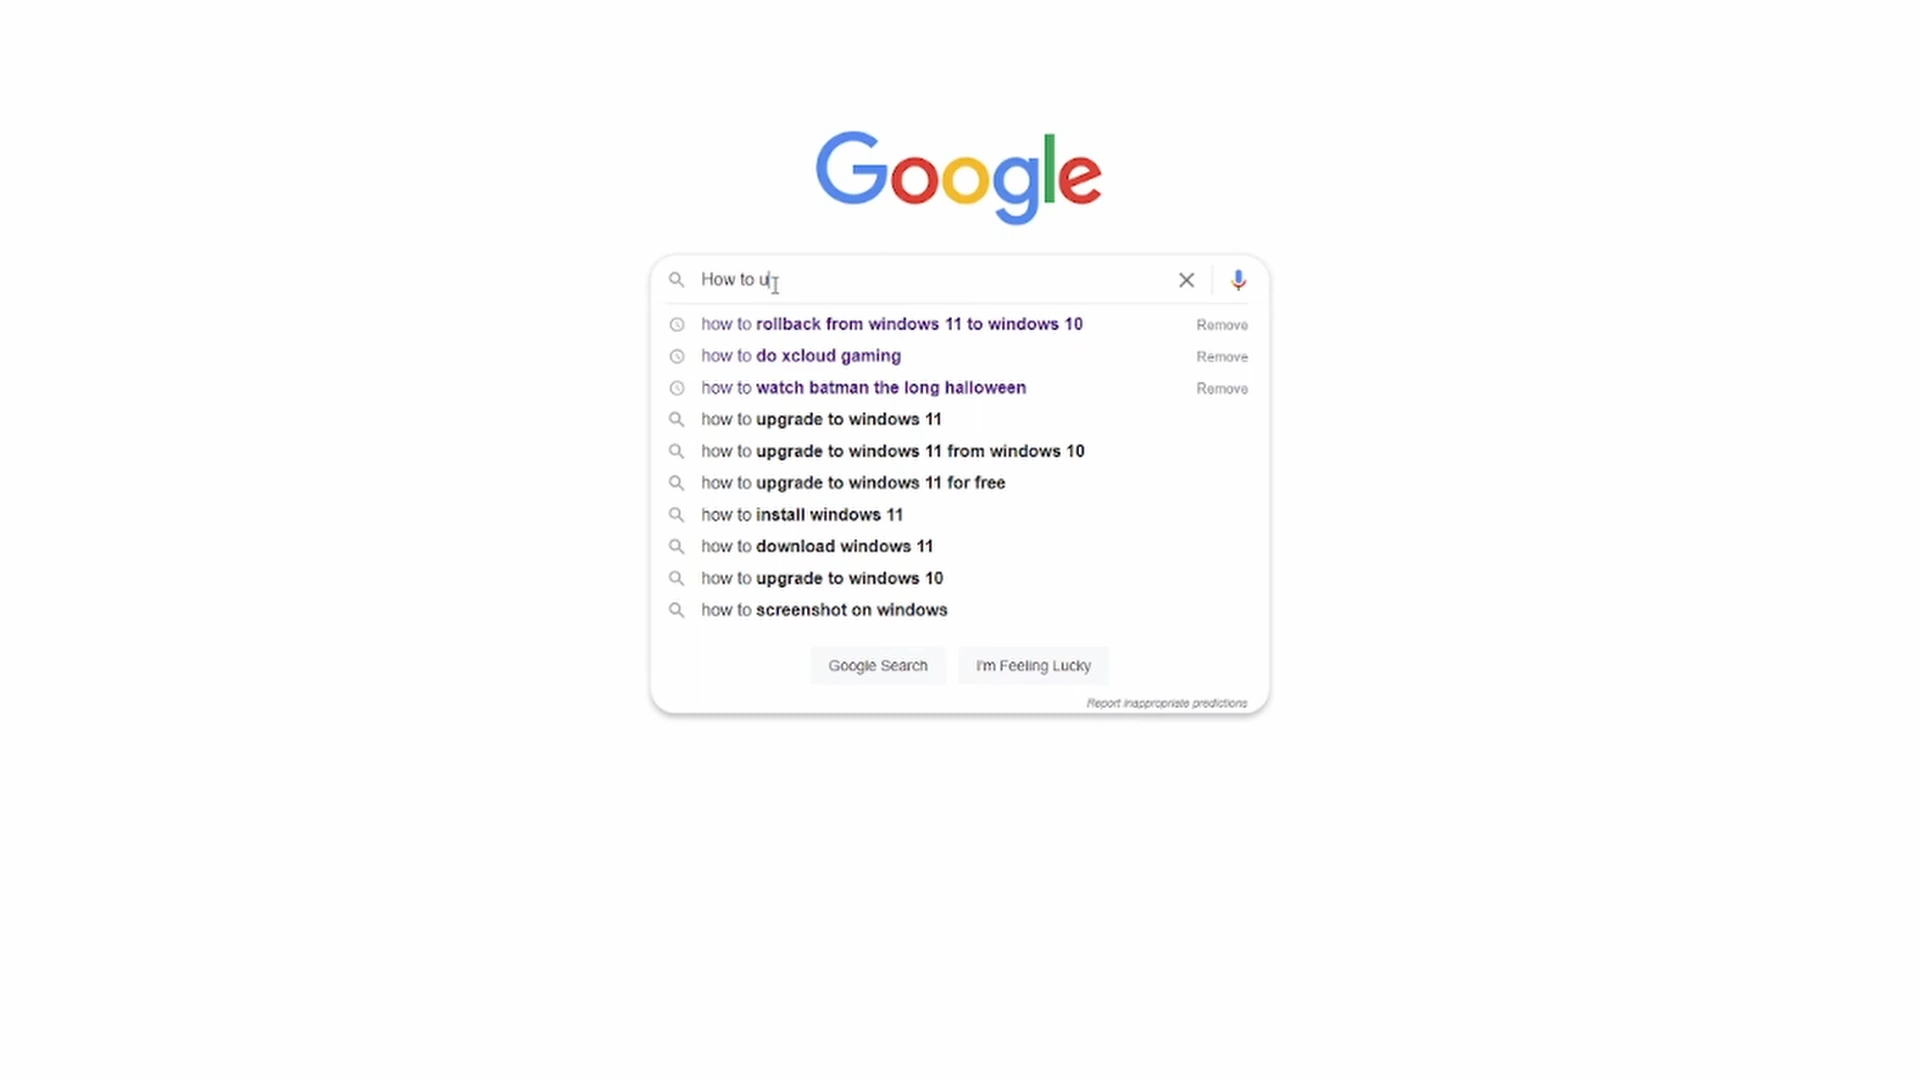 Google
How to u
how to rollback from windows 11 to windows 10 Remove
how to do xcloud gaming Remove
how to watch batman the long halloween Remove
how to upgrade to windows 11
how to upgrade to windows 11 from windows 10
how to upgrade to windows 11 for free
how to install windows 11
how to download windows 11
how to upgrade to windows 10
how to screenshot on windows
Google Search I'm Feeling Lucky
Report inappropriate predictions